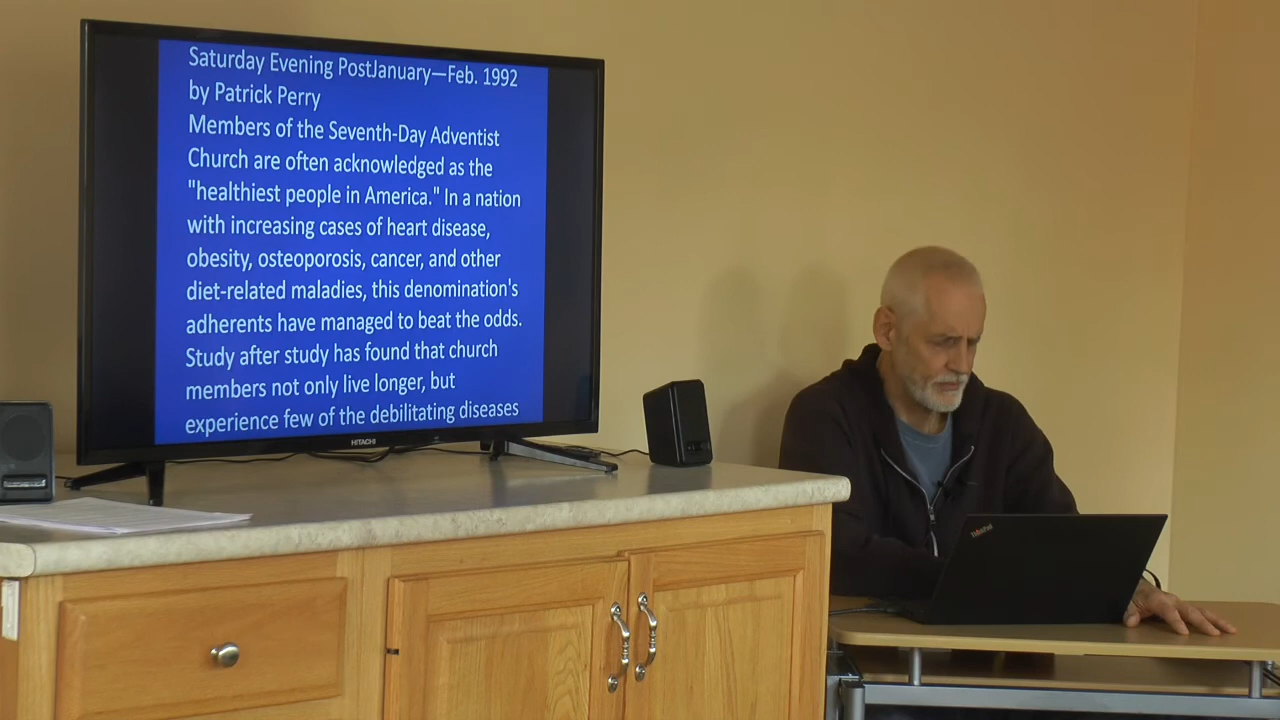 Saturday Evening PostJanuary—Feb. 1992
by Patrick Perry
Members of the Seventh-Day Adventist
Church are often acknowledged as the
"healthiest people in America." In a nation
with increasing cases of heart disease,
obesity, osteoporosis, cancer, and other
diet-related maladies, this denomination's
adherents have managed to beat the odds.
Study after study has found that church
members not only live longer, but
experience few of the debilitating diseases
HITACHI
ThinkPad